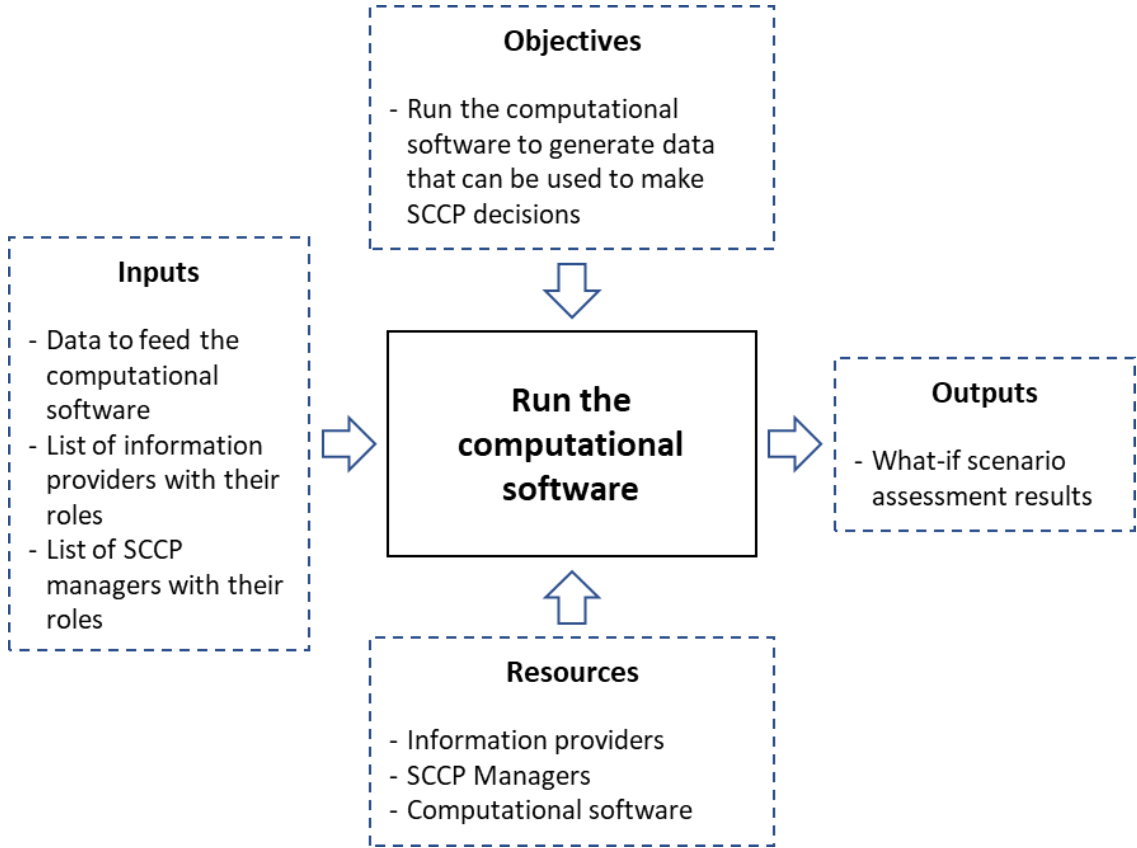 Objectives
- Run the computational
software to generate data
that can be used to make
SCCP decisions
Inputs
- Data to feed the
computational
software
- List of information
providers with their
roles
- List of SCCP
managers with their
roles
Run the
computational
software
Outputs
- What-if scenario
assessment results
Resources
- Information providers
- SCCP Managers
- Computational software